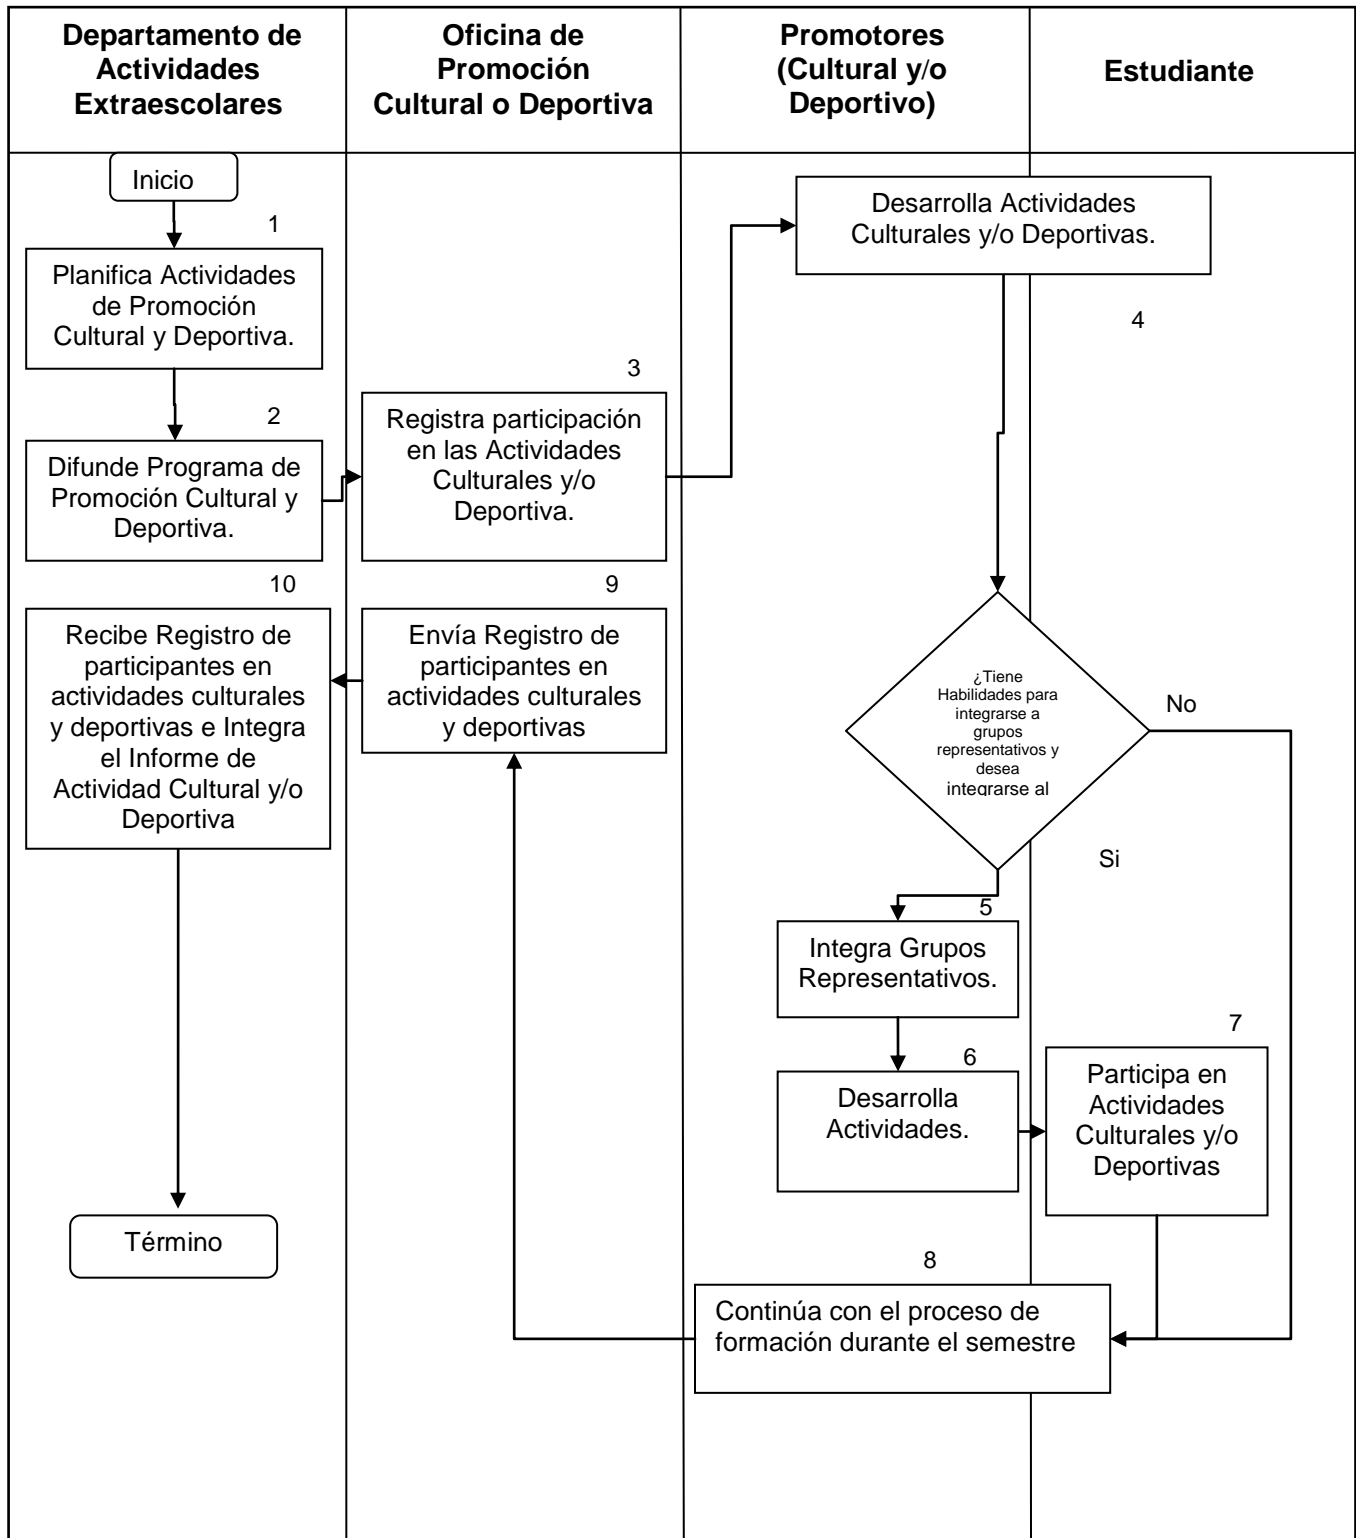 Departamento de
Actividades
Extraescolares
Oficina de
Promoción
Cultural o Deportiva
Promotores
(Cultural y/o
Deportivo)
Estudiante
Inicio
1
Planifica Actividades
de Promoción
Cultural y Deportiva.
2
Difunde Programa de
Promoción Cultural y
Deportiva.
3
Registra participación
en las Actividades
Culturales y/o
Deportiva.
Desarrolla Actividades
Culturales y/o Deportivas.
4
¿Tiene
Habilidades para
integrarse a
grupos
representativos y
desea
integrarse al
No
Si
5
Integra Grupos
Representativos.
6
Desarrolla
Actividades.
7
Participa en
Actividades
Culturales y/o
Deportivas
8
Continúa con el proceso de
formación durante el semestre
9
Envía Registro de
participantes en
actividades culturales
y deportivas
10
Recibe Registro de
participantes en
actividades culturales
y deportivas e Integra
el Informe de
Actividad Cultural y/o
Deportiva
Término